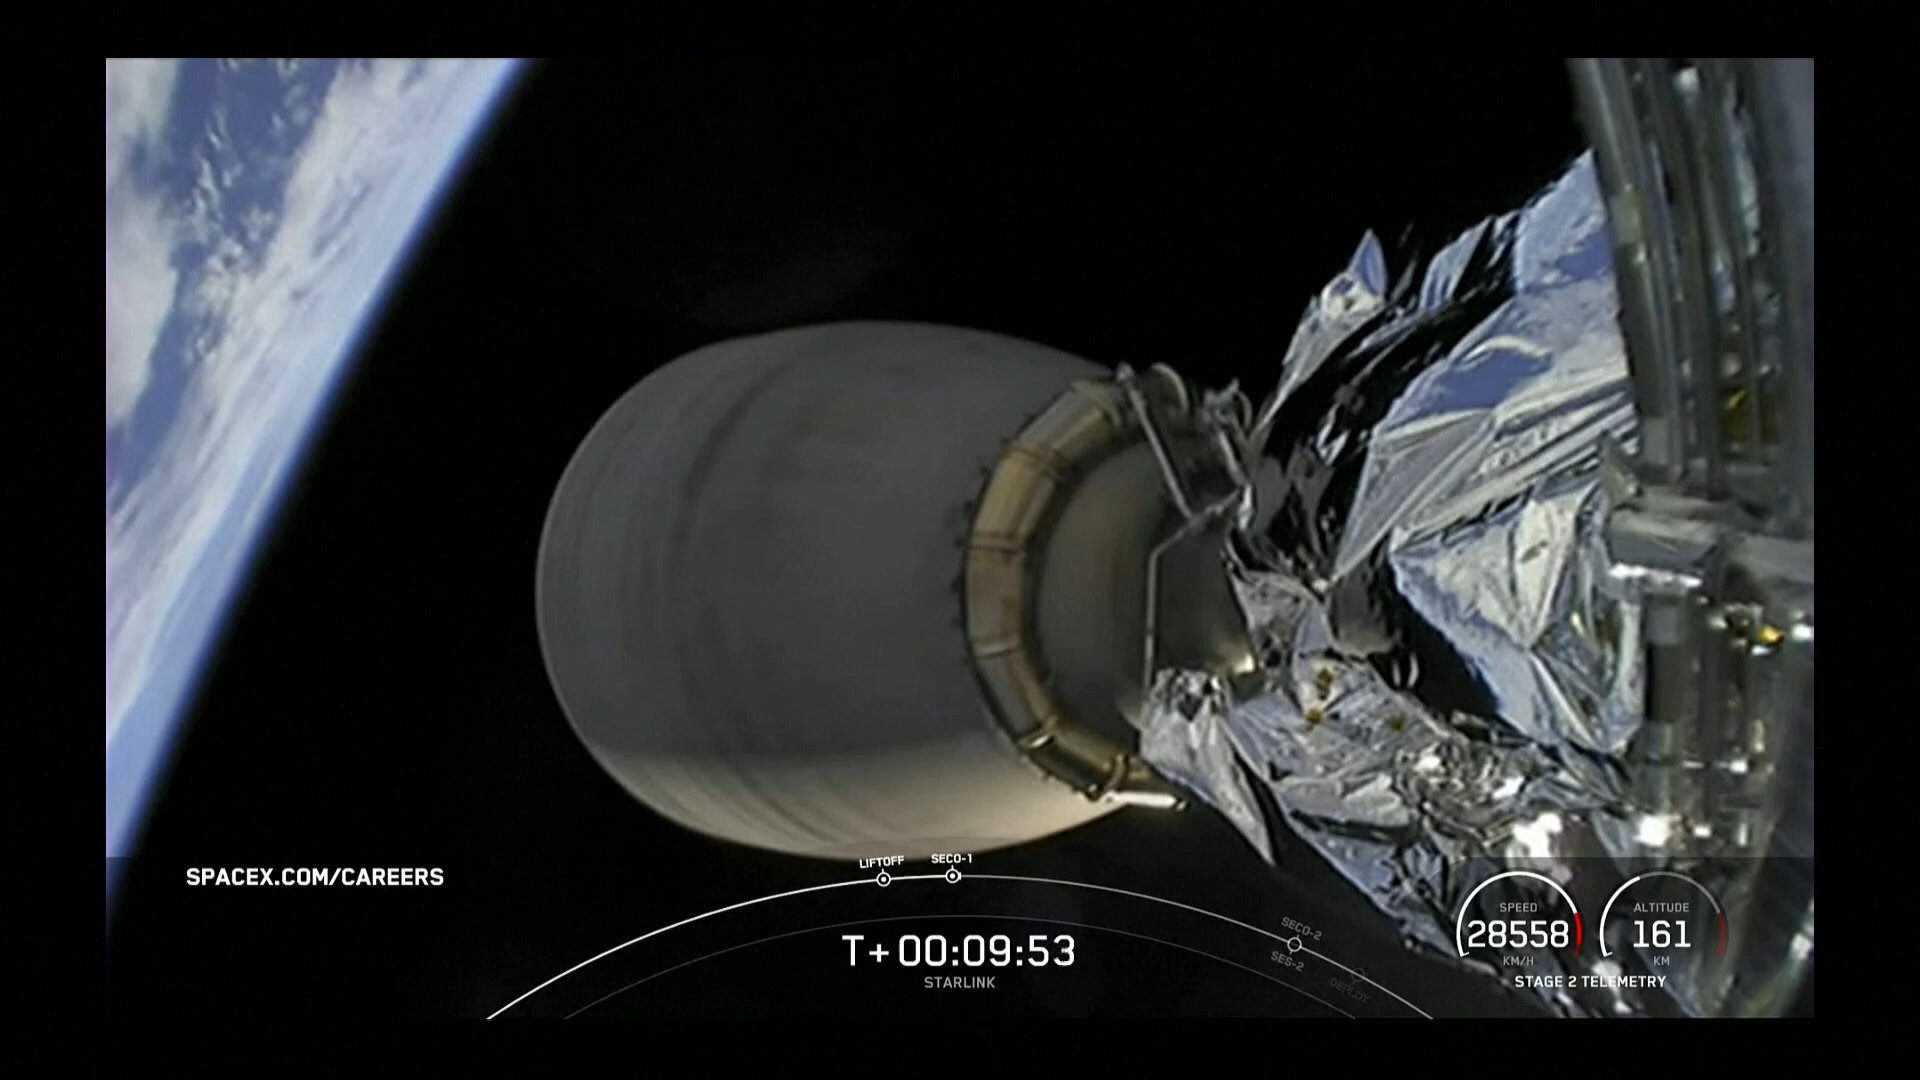 LIFTOFF
SECO-1
SPACEX.COM/CAREERS
SECO-2
SES-2
DEPLOY
T+00:09:53
STARLINK
SPEED
28558
KM/H
ALTITUDE
161
KM
STAGE 2 TELEMETRY